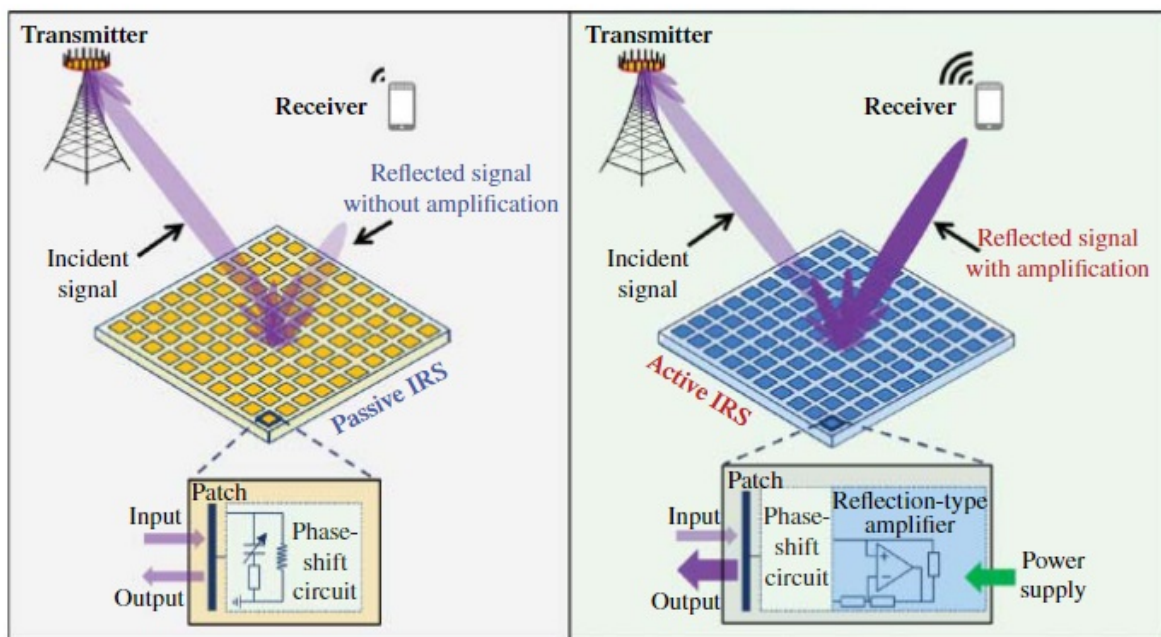 Transmitter
Receiver
Reflected signal
without amplification
Incident
signal
Passive IRS
Patch
Input
Output
Phase-
shift
circuit
Transmitter
Receiver
Reflected signal
with amplification
Incident
signal
Active IRS
Patch
Reflection-type
amplifier
Input
Output
Phase-
shift
circuit
Power
supply